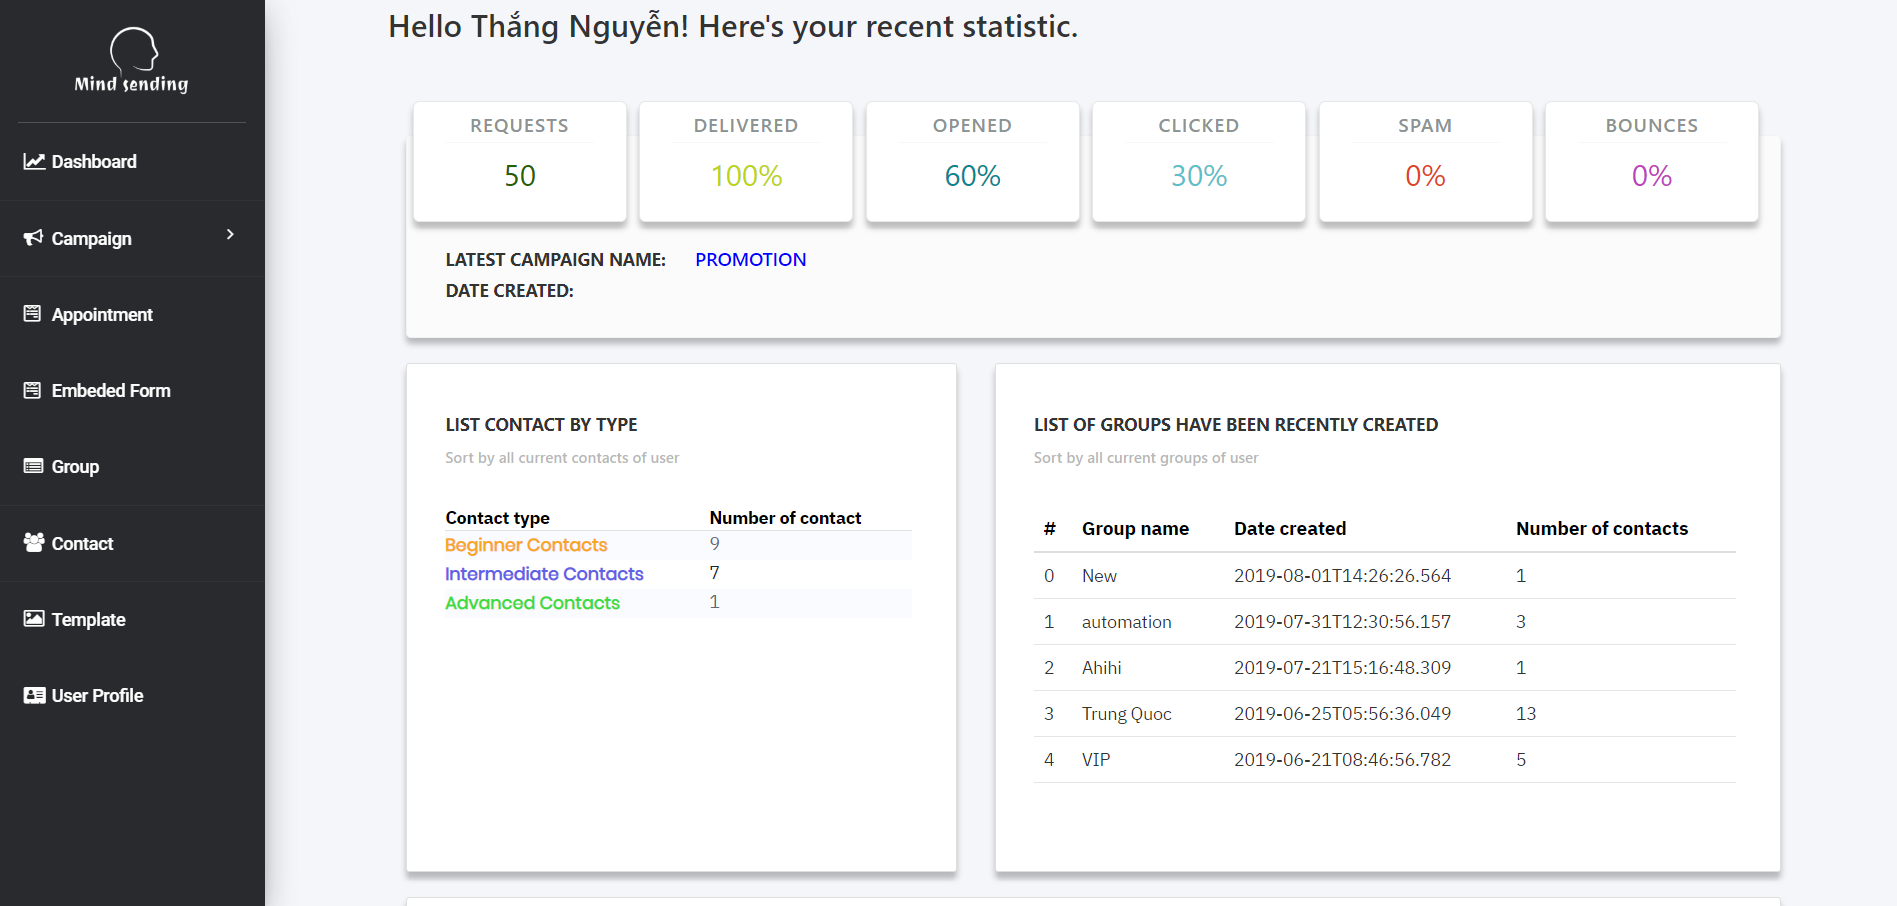 Mind sending
Dashboard
Campaign
Appointment
Embeded Form
Group
Contact
Template
User Profile
Hello Thắng Nguyễn! Here's your recent statistic.
REQUESTS DELIVERED OPENED CLICKED SPAM BOUNCES
50 100% 60% 30% 0% 0%
LATEST CAMPAIGN NAME: PROMOTION
DATE CREATED:
LIST CONTACT BY TYPE
Sort by all current contacts of user
Contact type Number of contact
Beginner Contacts 9
Intermediate Contacts 7
Advanced Contacts 1
LIST OF GROUPS HAVE BEEN RECENTLY CREATED
Sort by all current groups of user
# Group name Date created Number of contacts
0 New 2019-08-01T14:26:26.564 1
1 automation 2019-07-31T12:30:56.157 3
2 Ahihi 2019-07-21T15:16:48.309 1
3 Trung Quoc 2019-06-25T05:56:36.049 13
4 VIP 2019-06-21T08:46:56.782 5